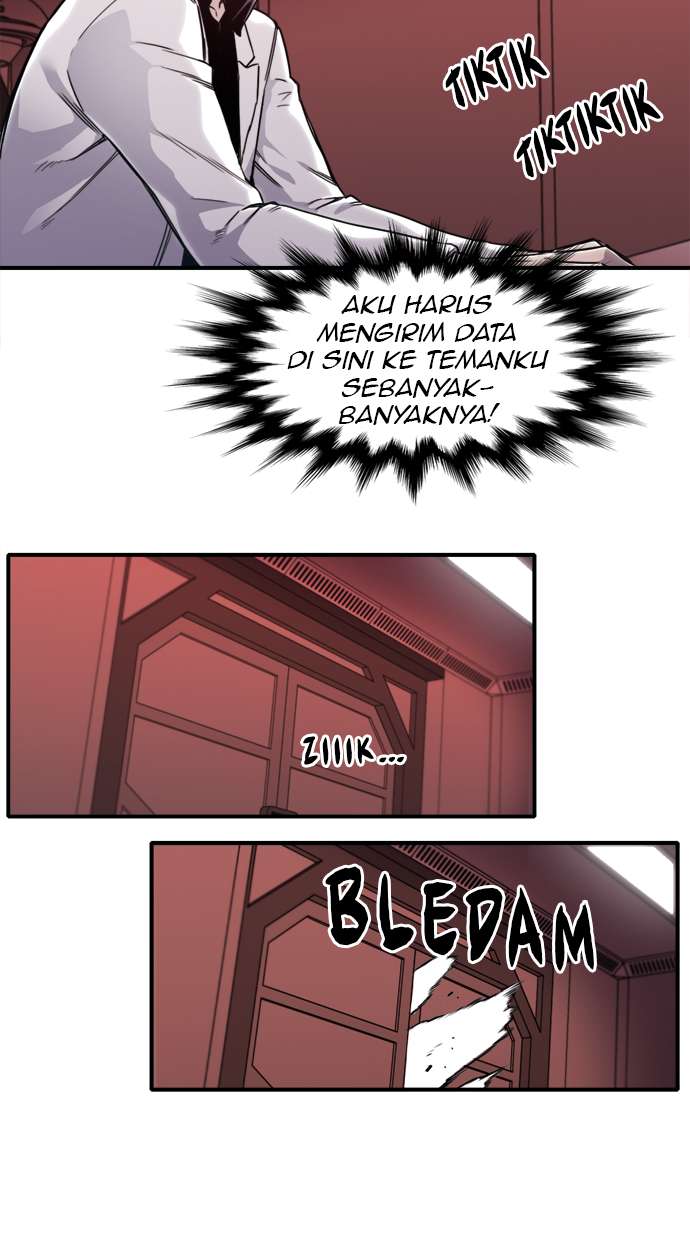 TIKTIK
TIKTIKTIK
AKU HARUS
MENGIRIM DATA
DI SINI KE TEMANKU
SEBANYAK-
BANYAKNYA!
ZIIIK...
BLEDAM